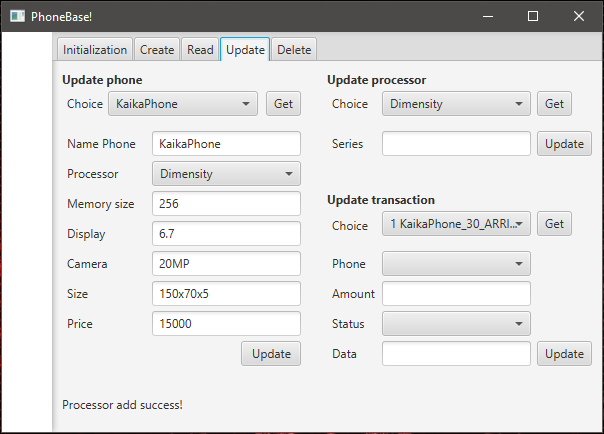 PhoneBase!
Initialization Create Read Update Delete
Update phone
Choice KaikaPhone Get
Name Phone KaikaPhone
Processor Dimensity
Memory size 256
Display 6.7
Camera 20MP
Size 150x70x5
Price 15000
Update
Update processor
Choice Dimensity Get
Series Update
Update transaction
Choice 1 KaikaPhone_30_ARRI... Get
Phone
Amount
Status
Data Update
Processor add success!